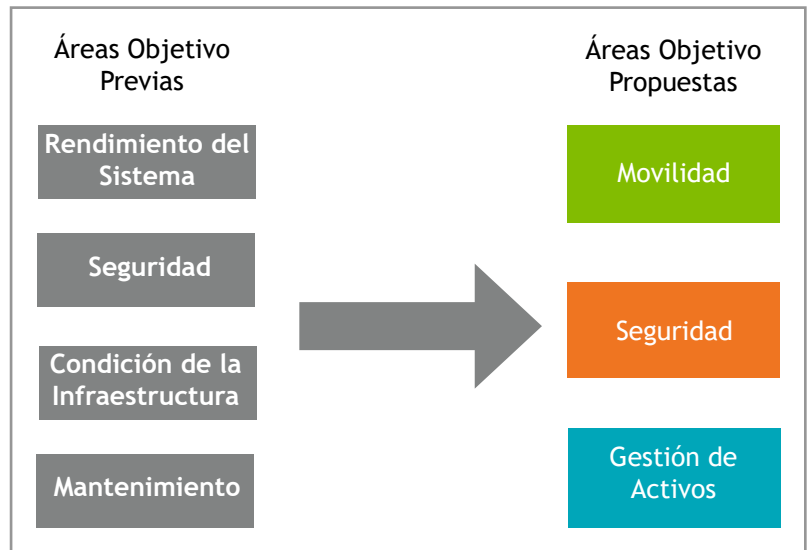 Áreas Objetivo
Previas
Rendimiento del
Sistema
Seguridad
Condición de la
Infraestructura
Mantenimiento
Áreas Objetivo
Propuestas
Movilidad
Seguridad
Gestión de
Activos